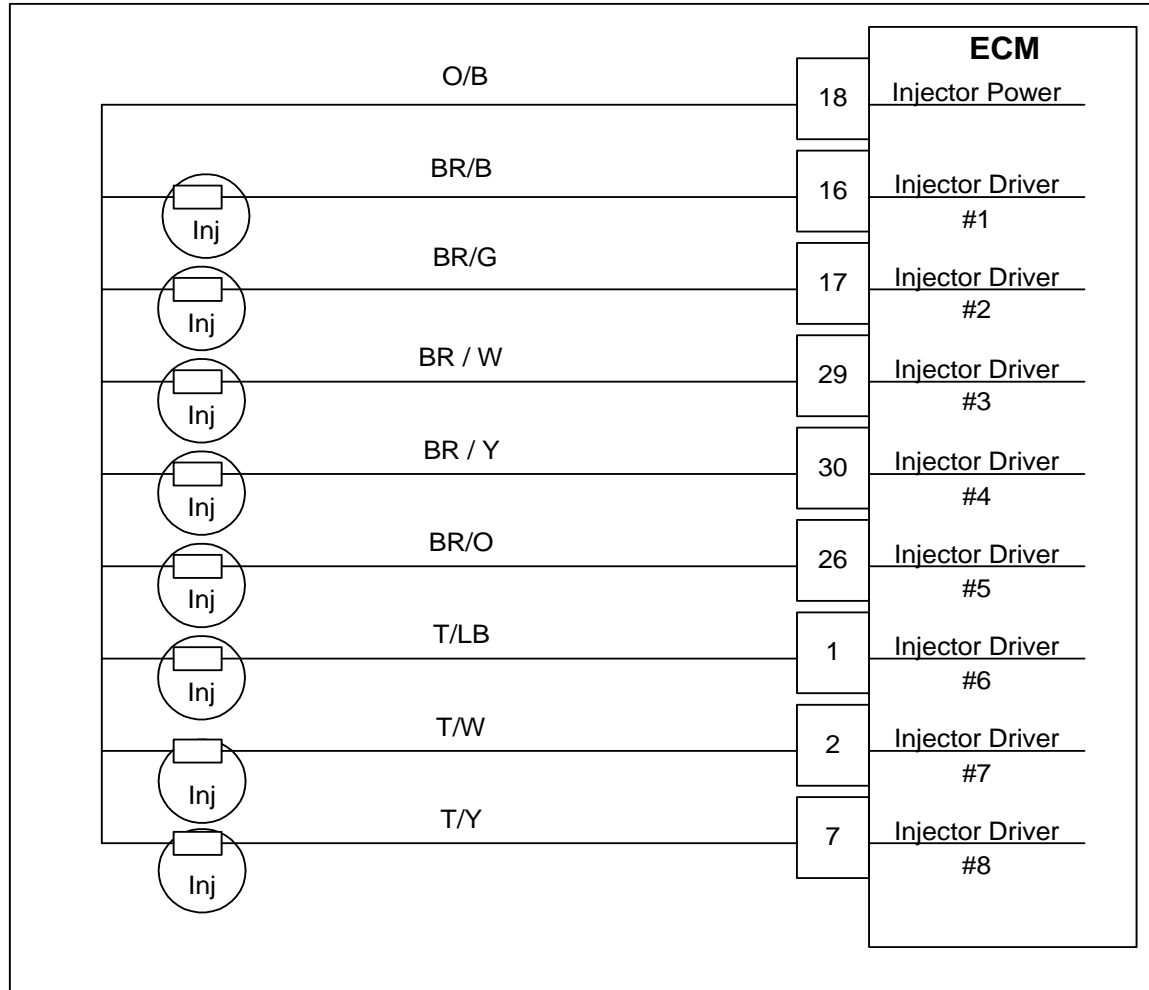 ECM
O/B
18
Injector Power
BR/B
16
Injector Driver
#1
Inj
BR/G
17
Injector Driver
#2
Inj
BR / W
29
Injector Driver
#3
Inj
BR / Y
30
Injector Driver
#4
Inj
BR/O
26
Injector Driver
#5
Inj
T/LB
1
Injector Driver
#6
Inj
T/W
2
Injector Driver
#7
Inj
T/Y
7
Injector Driver
#8
Inj